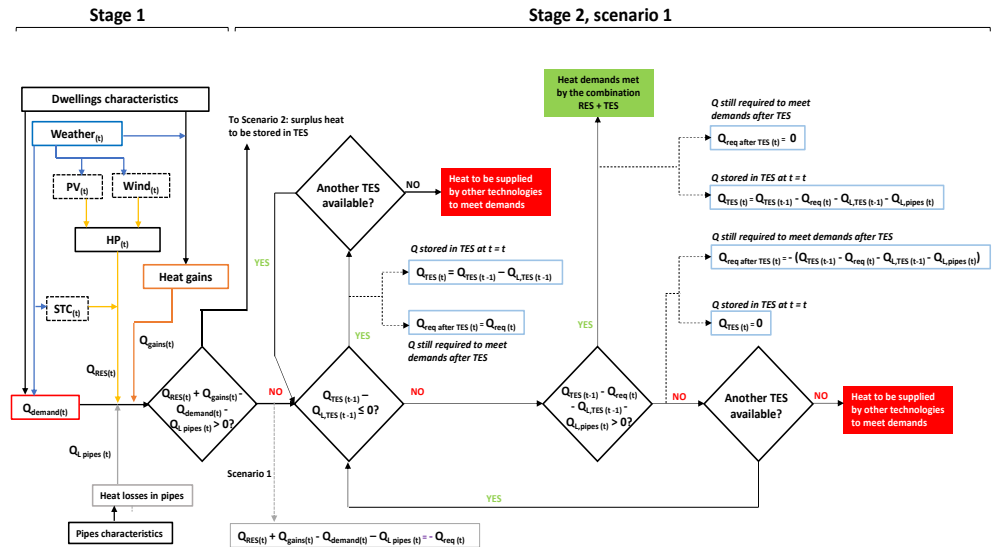 Stage 1
Stage 2, scenario 1
Dwellings characteristics
Weather(t)
PV(t)
Wind(t)
HP(t)
Heat gains
STC(t)
Qgains(t)
QRES(t)
Qdemand(t)
QL pipes (t)
Heat losses in pipes
Pipes characteristics
QRES(t) + Qgains(t) -
Qdemand(t) -
QL pipes (t) > 0?
To Scenario 2: surplus heat
to be stored in TES
NO
Scenario 1
QRES(t) + Qgains(t) - Qdemand(t) – QL pipes (t) = - Qreq (t)
Another TES
available?
NO
Heat to be supplied
by other technologies
to meet demands
YES
YES
Q stored in TES at t = t
QTES (t) = QTES (t -1) – QL,TES (t -1)
Qreq after TES (t) = Qreq (t)
Q still required to meet
demands after TES
QTES (t-1) –
QL,TES (t -1)
≤ 0?
NO
Heat demands met
by the combination
RES + TES
YES
Q still required to meet
demands after TES
Qreq after TES (t) = 0
Q stored in TES at t = t
QTES (t) = QTES (t-1) - Qreq (t) - QL,TES (t-1) - QL,pipes (t)
Q still required to meet demands after TES
Qreq after TES (t) = - (QTES (t-1) - Qreq (t) - QL,TES (t-1) - QL,pipes (t))
Q stored in TES at t = t
QTES (t) = 0
QTES (t-1) - Qreq (t)
- QL,TES (t -1) -
QL,pipes (t) > 0?
NO
Another TES
available?
NO
Heat to be supplied
by other technologies
to meet demands
YES